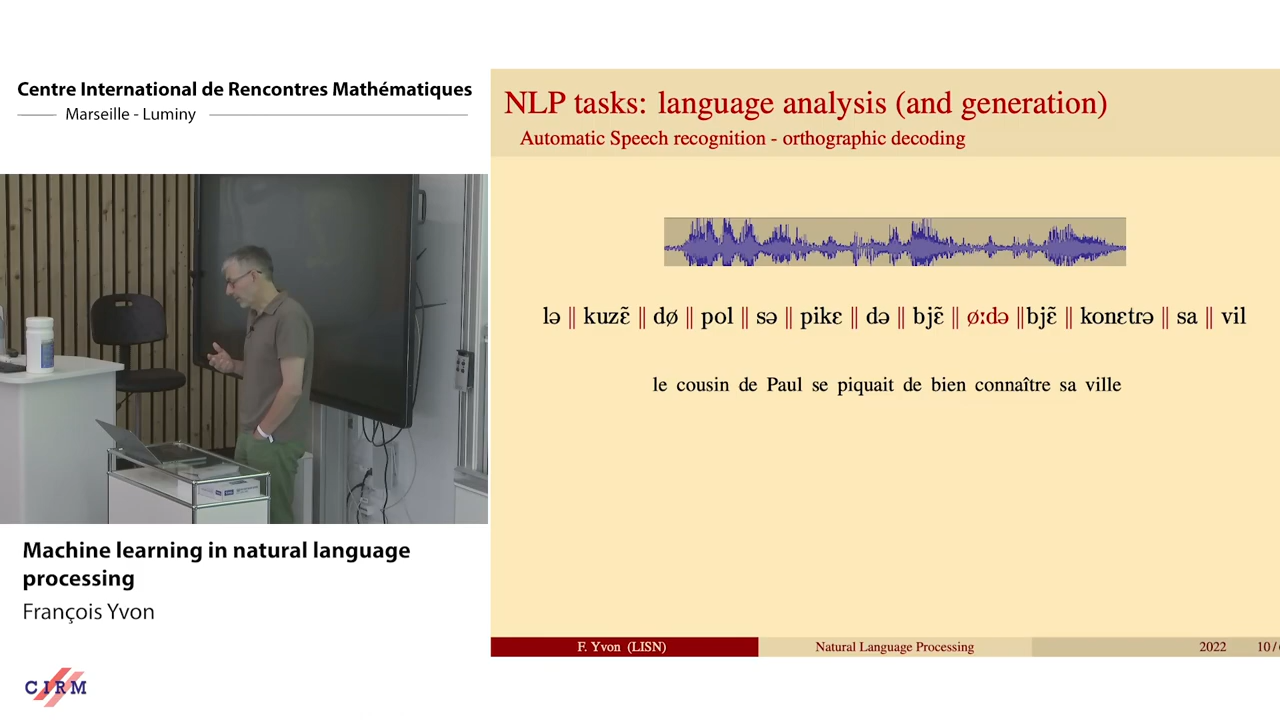 Centre International de Rencontres Mathématiques
Marseille - Luminy
NLP tasks: language analysis (and generation)
Automatic Speech recognition - orthographic decoding
lə || kuzɛ̃ || dø || pol || sə || pikɛ || də || bjɛ̃ || ø:də ||bjɛ̃ || konɛtrə || sa || vil
le cousin de Paul se piquait de bien connaître sa ville
Machine learning in natural language
processing
François Yvon
F. Yvon (LISN) Natural Language Processing 2022 10 /
CIRM